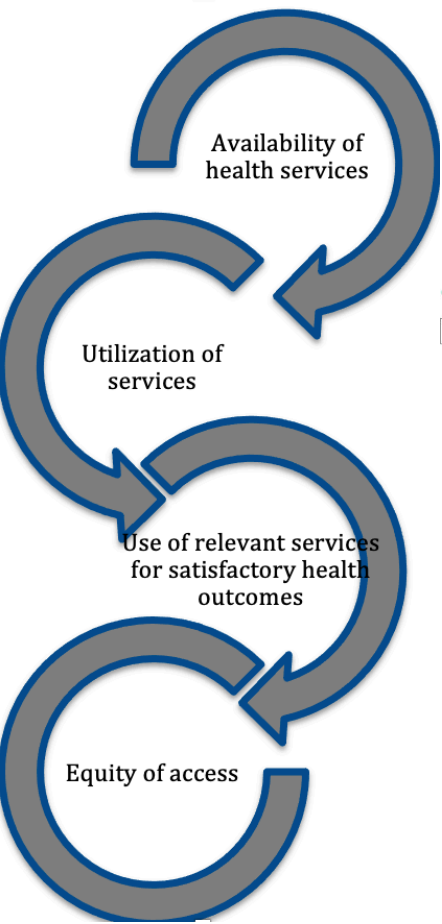 Availability of
health services
Utilization of
services
Use of relevant services
for satisfactory health
outcomes
Equity of access